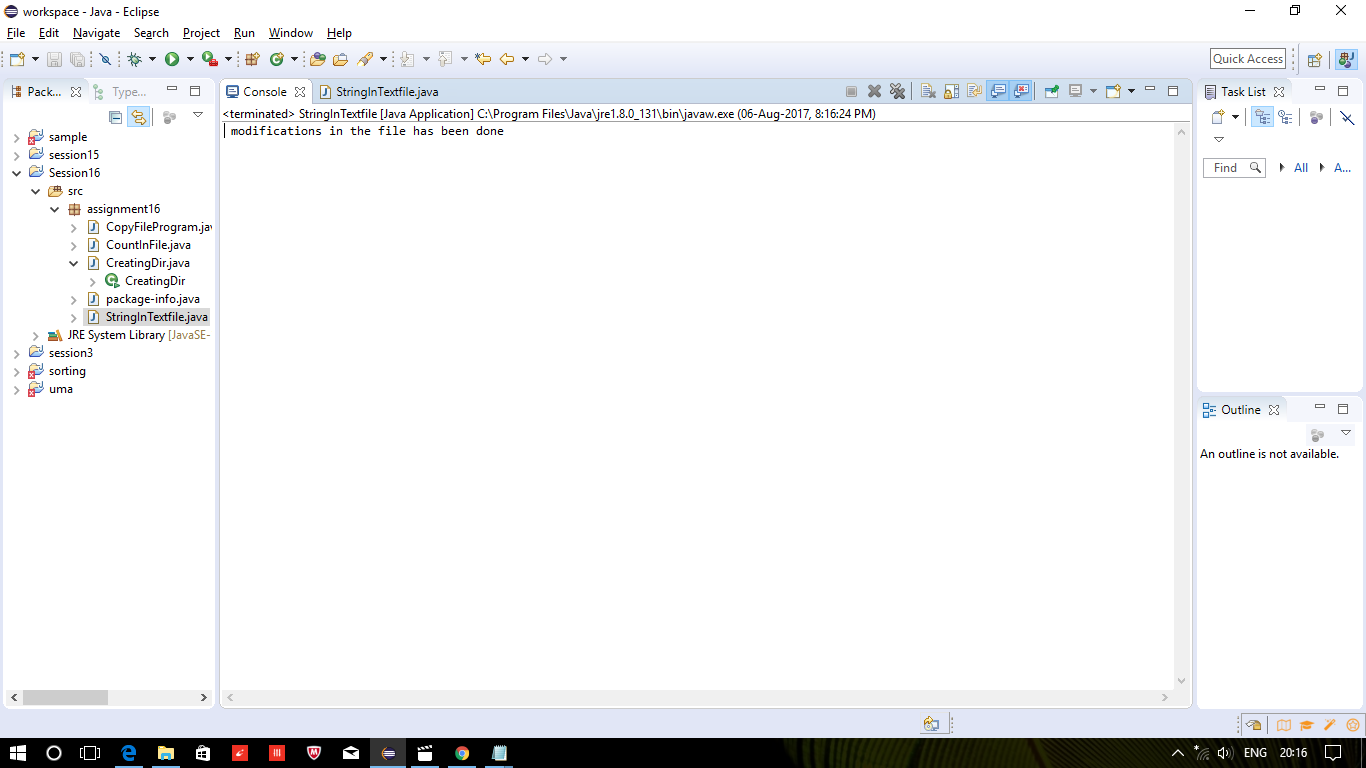 workspace - Java - Eclipse
File Edit Navigate Search Project Run Window Help
Quick Access
Pack... Type...
sample
session15
Session16
src
assignment16
CopyFileProgram.jav
CountInFile.java
CreatingDir.java
CreatingDir
package-info.java
StringInTextfile.java
JRE System Library [JavaSE-
session3
sorting
uma
Console StringInTextfile.java
<terminated> StringInTextfile [Java Application] C:\Program Files\Java\jre1.8.0_131\bin\javaw.exe (06-Aug-2017, 8:16:24 PM)
modifications in the file has been done
Task List
Find All A...
Outline
An outline is not available.
ENG 20:16